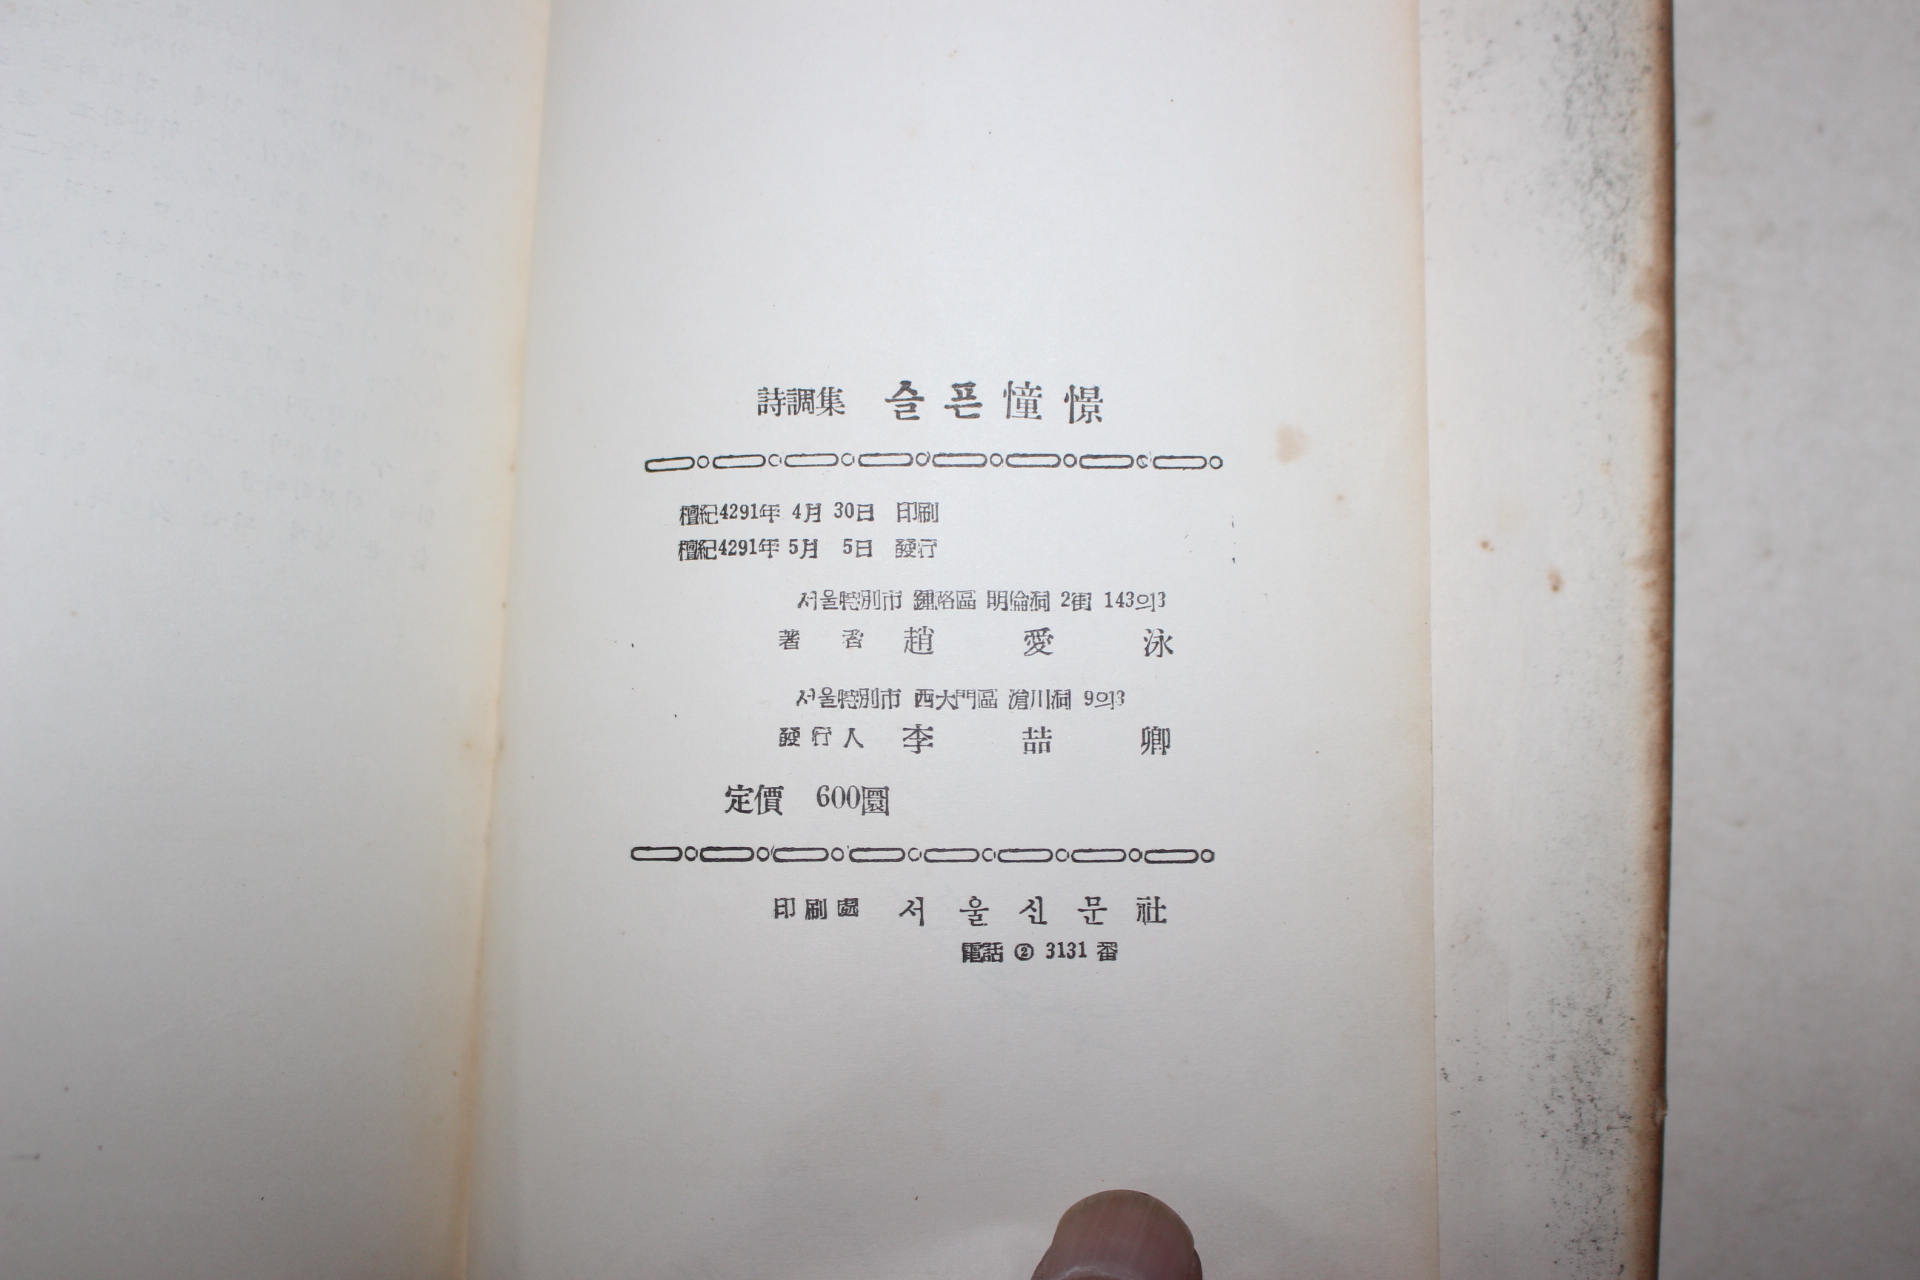 詩調集 슬픈憧憬
檀紀4291年 4月 30日 印刷
檀紀4291年 5月 5日 發行
서울特別市 鍾路區 明倫洞 2街 143의3
著者 趙愛泳
서울特別市 西大門區 滄川洞 9의3
發行人 李喆卿
定價 600圜
印刷處 서울신문社
電話 ② 3131 番